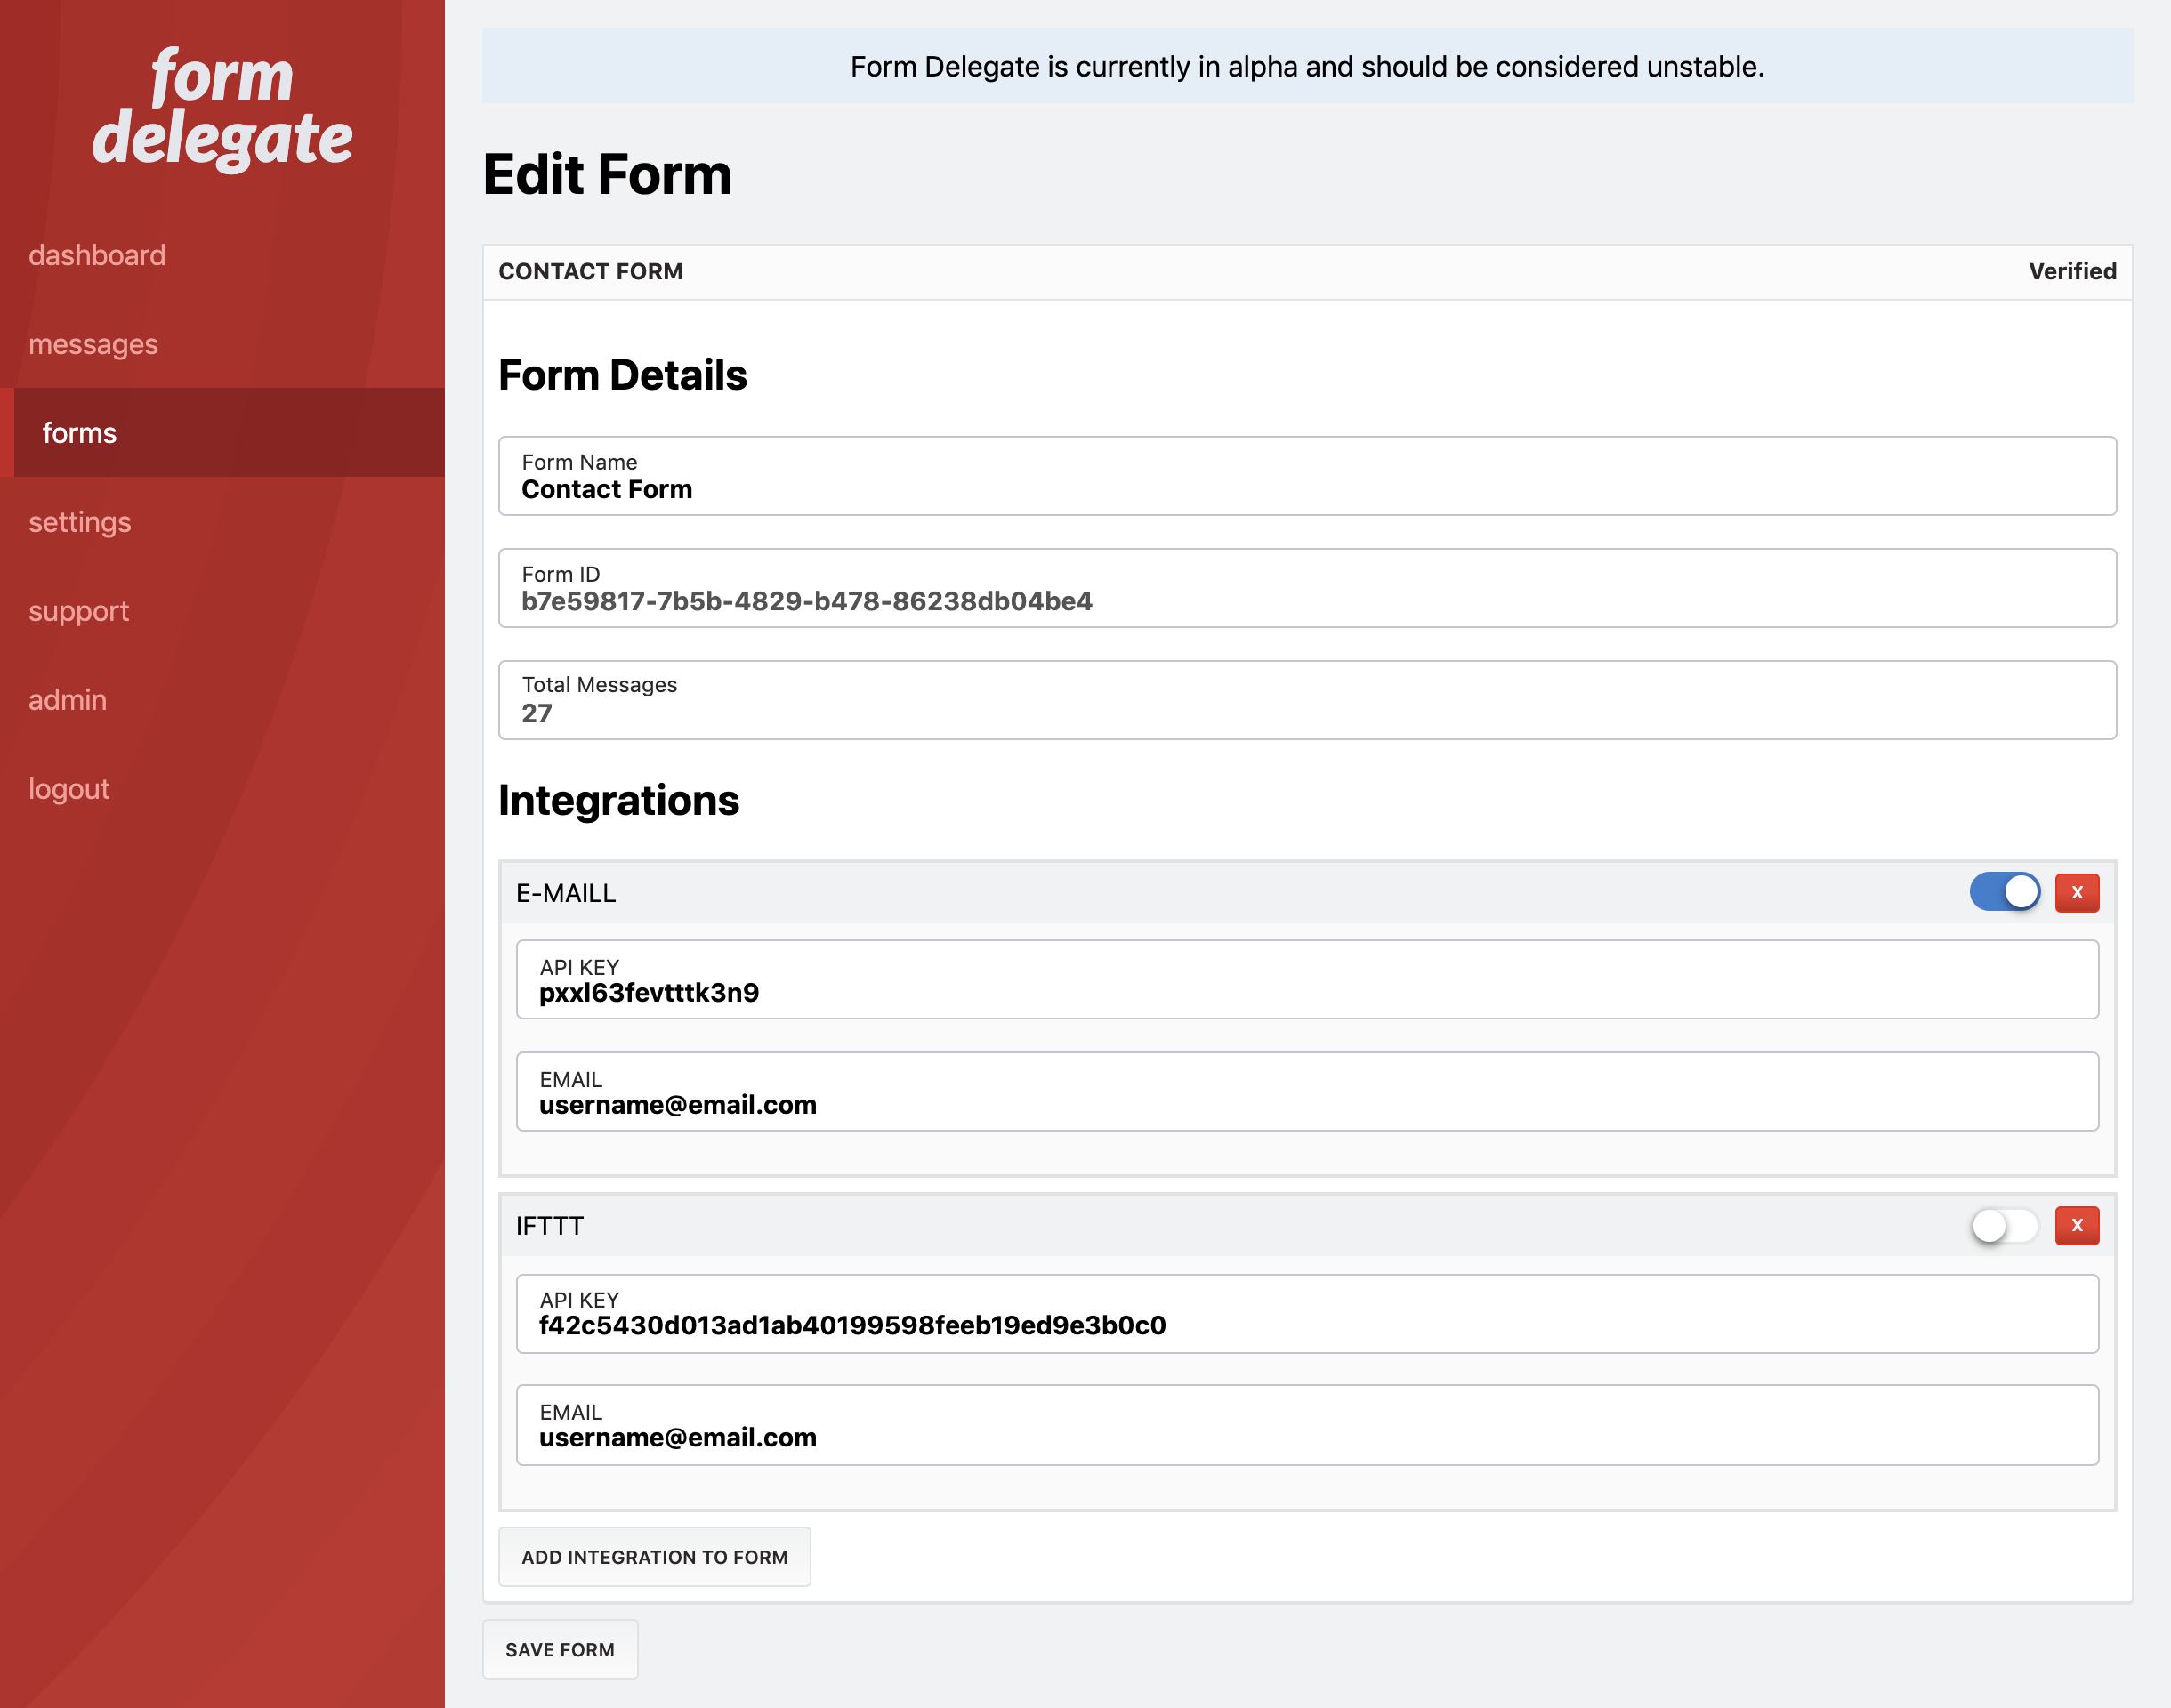 form
delegate
dashboard
messages
forms
settings
support
admin
logout
Form Delegate is currently in alpha and should be considered unstable.
Edit Form
CONTACT FORM
Verified
Form Details
Form Name
Contact Form
Form ID
b7e59817-7b5b-4829-b478-86238db04be4
Total Messages
27
Integrations
E-MAILL
X
API KEY
pxxl63fevtttk3n9
EMAIL
username@email.com
IFTTT
X
API KEY
f42c5430d013ad1ab40199598feeb19ed9e3b0c0
EMAIL
username@email.com
ADD INTEGRATION TO FORM
SAVE FORM